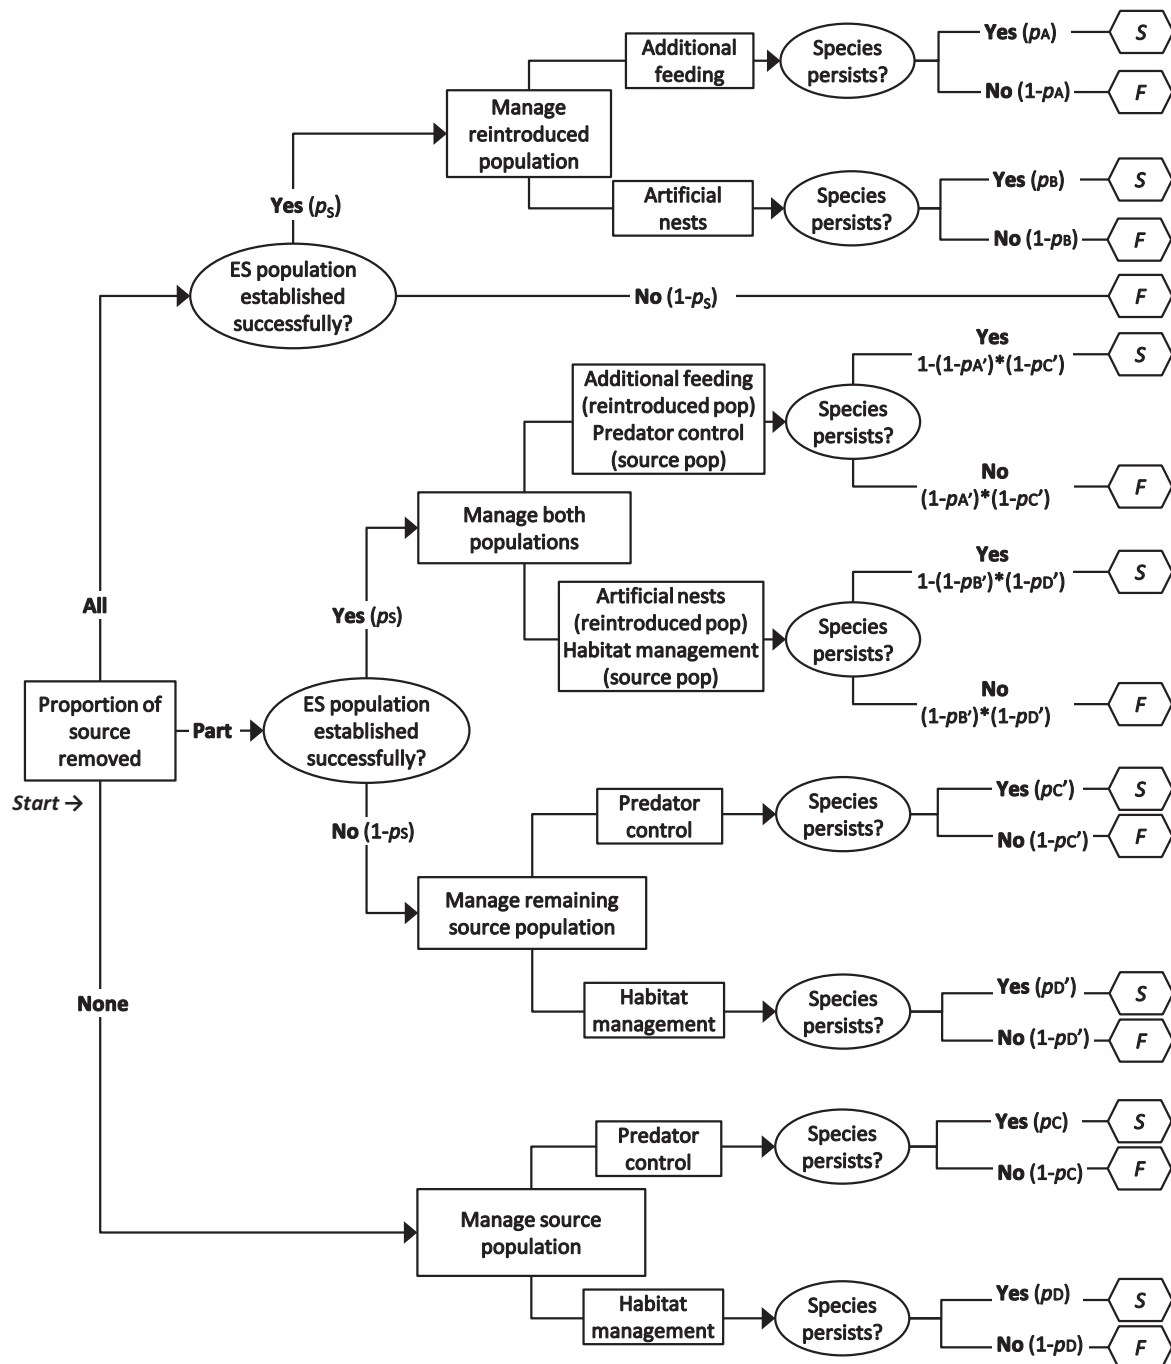 Additional
feeding
Species
persists?
Yes (pA)
S
No (1-pA)
F
Manage
reintroduced
population
Artificial
nests
Species
persists?
Yes (pB)
S
No (1-pB)
F
Yes (pS)
ES population
established
successfully?
No (1-pS)
F
Yes
1-(1-pA’)*(1-pC’)
S
Additional feeding
(reintroduced pop)
Predator control
(source pop)
Species
persists?
No
(1-pA’)*(1-pC’)
F
Manage both
populations
Yes
1-(1-pB’)*(1-pD’)
S
Artificial nests
(reintroduced pop)
Habitat management
(source pop)
Species
persists?
No
(1-pB’)*(1-pD’)
F
All
Yes (pS)
Proportion of
source
removed
Part
ES population
established
successfully?
Start →
No (1-pS)
Predator
control
Species
persists?
Yes (pC’)
S
No (1-pC’)
F
Manage remaining
source population
Habitat
management
Species
persists?
Yes (pD’)
S
No (1-pD’)
F
None
Predator
control
Species
persists?
Yes (pC)
S
No (1-pC)
F
Manage source
population
Habitat
management
Species
persists?
Yes (pD)
S
No (1-pD)
F